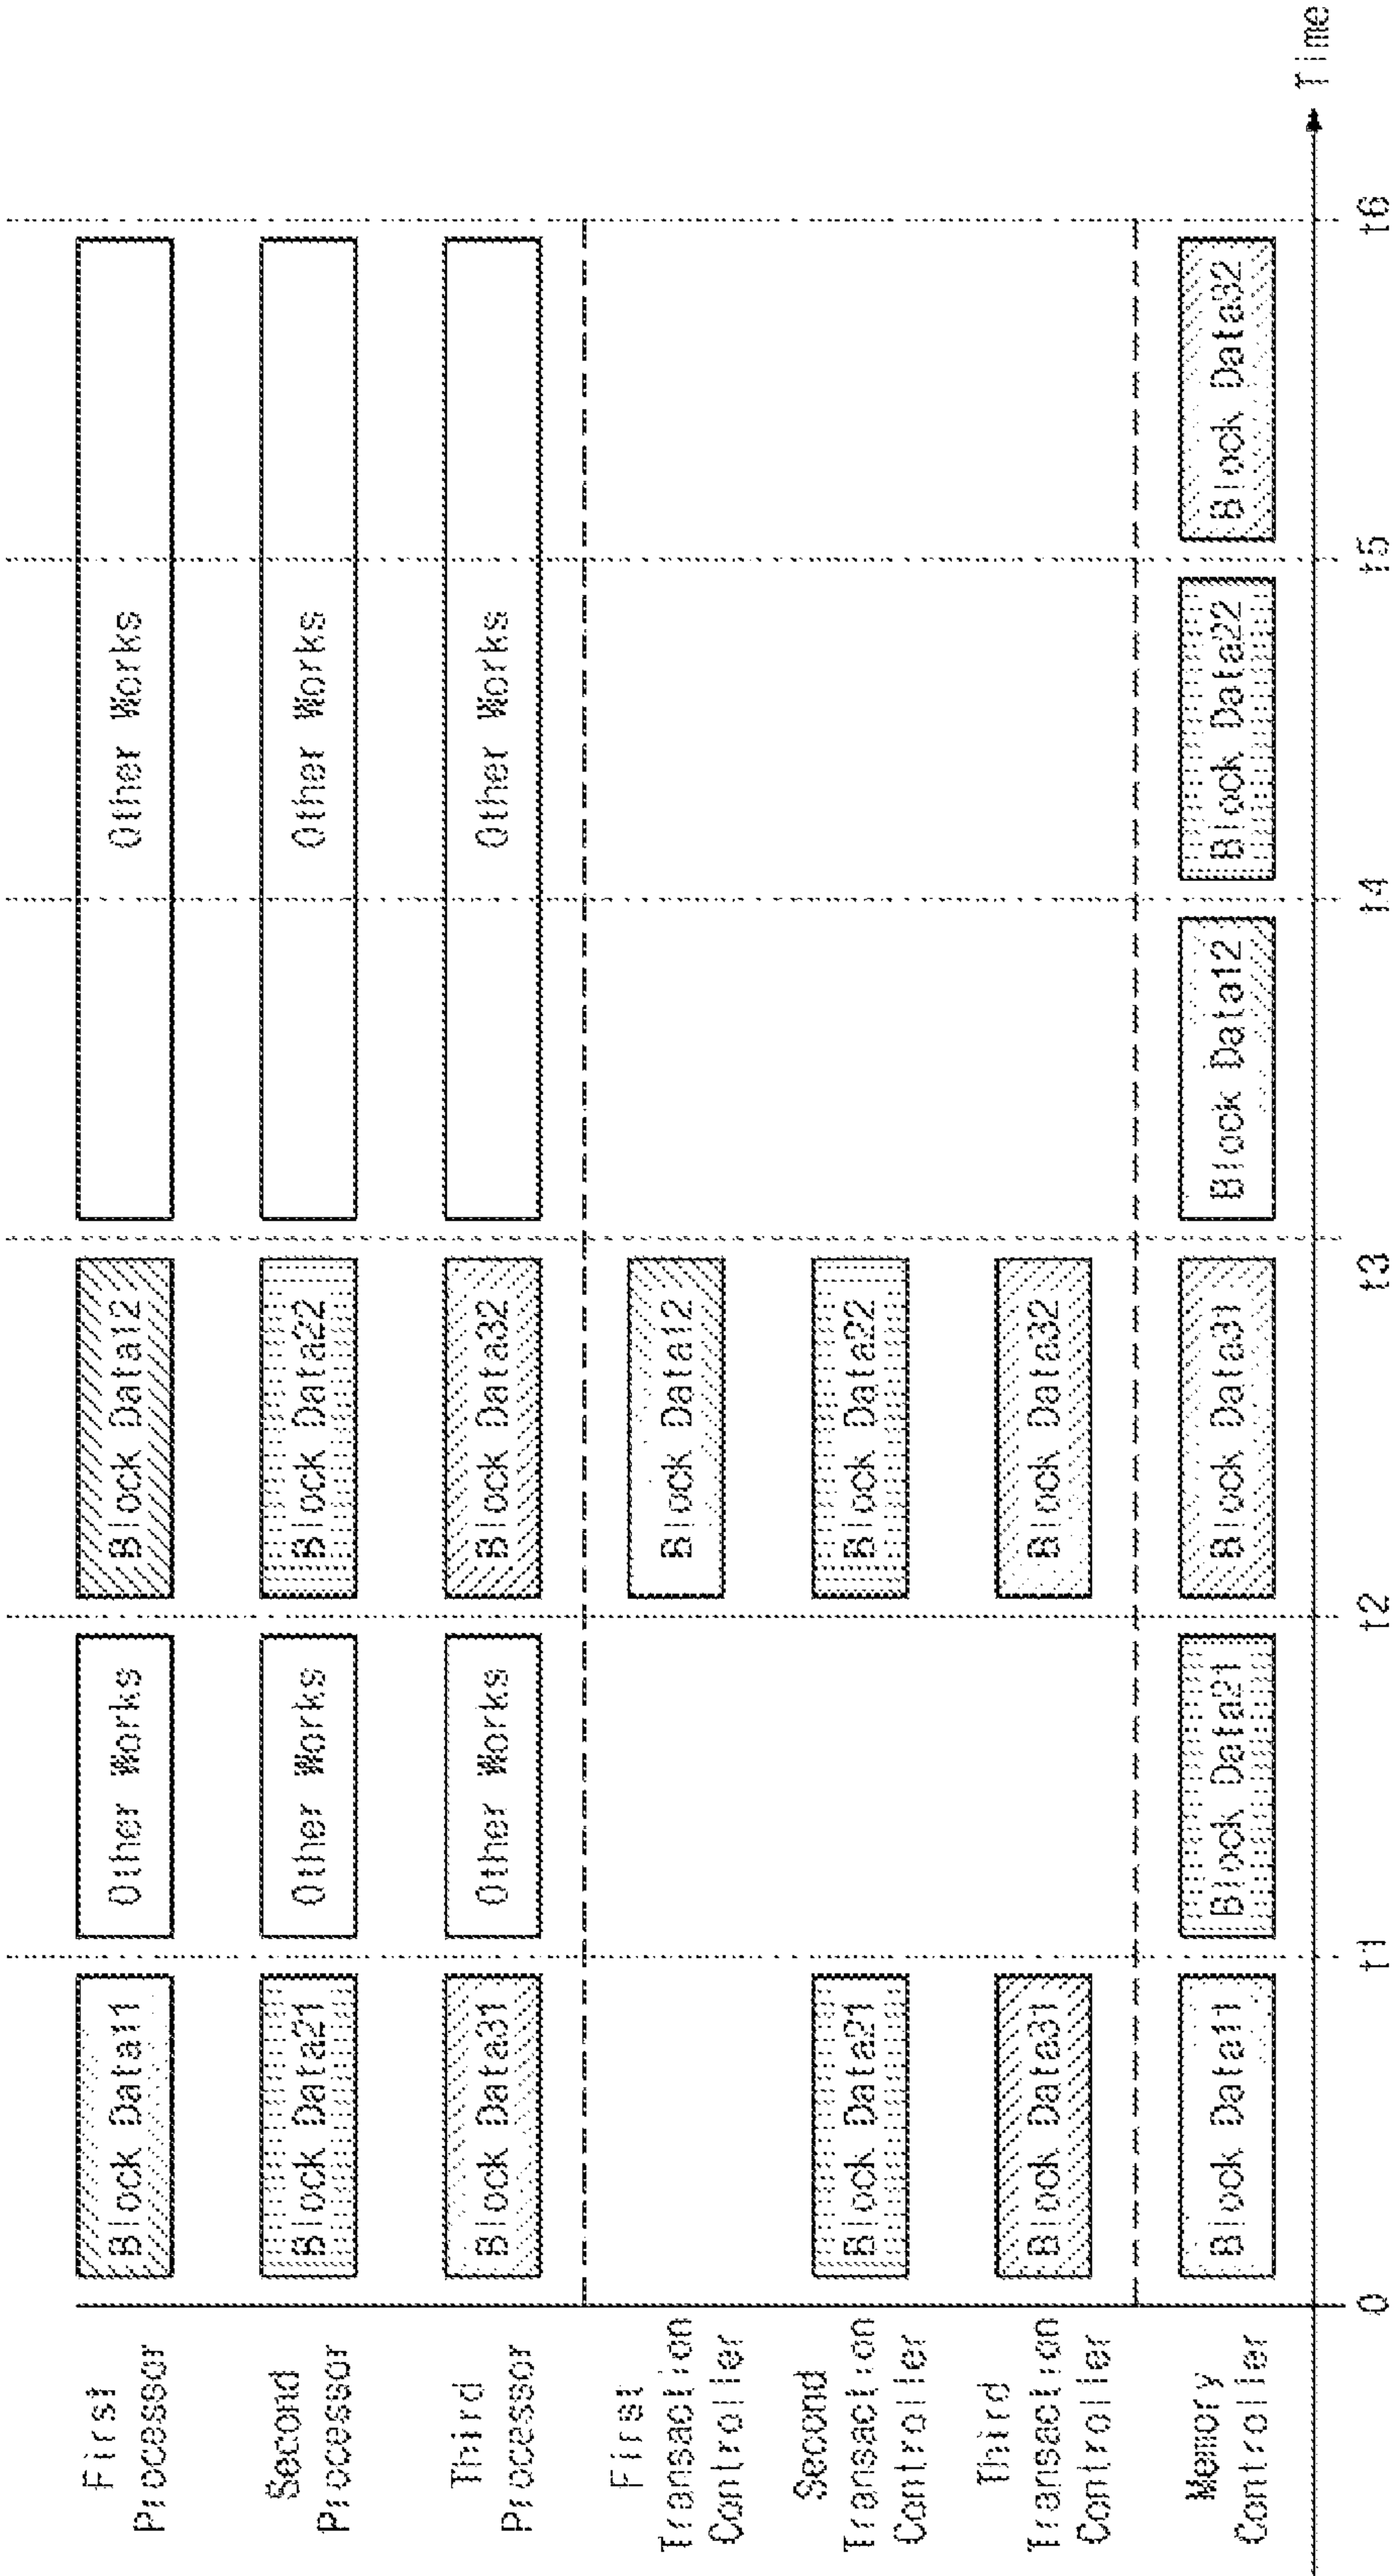 First
Processor
Block Data11
Other Works
Block Data12
Other Works
Second
Processor
Block Data21
Other Works
Block Data22
Other Works
Third
Processor
Block Data31
Other Works
Block Data32
Other Works
First
Transaction
Controller
Block Data12
Second
Transaction
Controller
Block Data21
Block Data22
Third
Transaction
Controller
Block Data31
Block Data32
Memory
Controller
Block Data11
Block Data21
Block Data31
Block Data12
Block Data22
Block Data32
0
t1
t2
t3
t4
t5
t6
Time